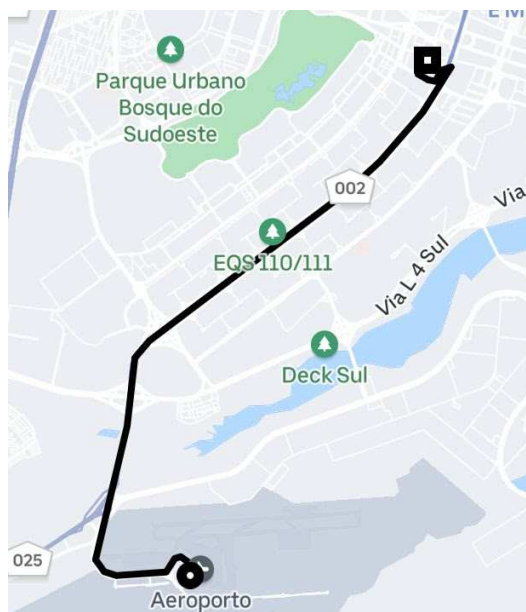 E M
Parque Urbano
Bosque do
Sudoeste
002
Via
EQS 110/111
Via L 4 Sul
Deck Sul
025
Aeroporto